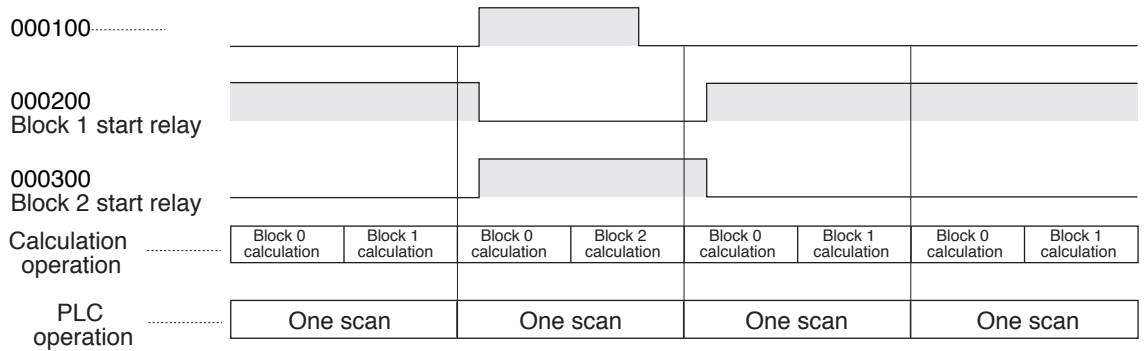 000100
000200
Block 1 start relay
000300
Block 2 start relay
Calculation
operation
Block 0
calculation
Block 1
calculation
Block 0
calculation
Block 2
calculation
Block 0
calculation
Block 1
calculation
Block 0
calculation
Block 1
calculation
PLC
operation
One scan
One scan
One scan
One scan